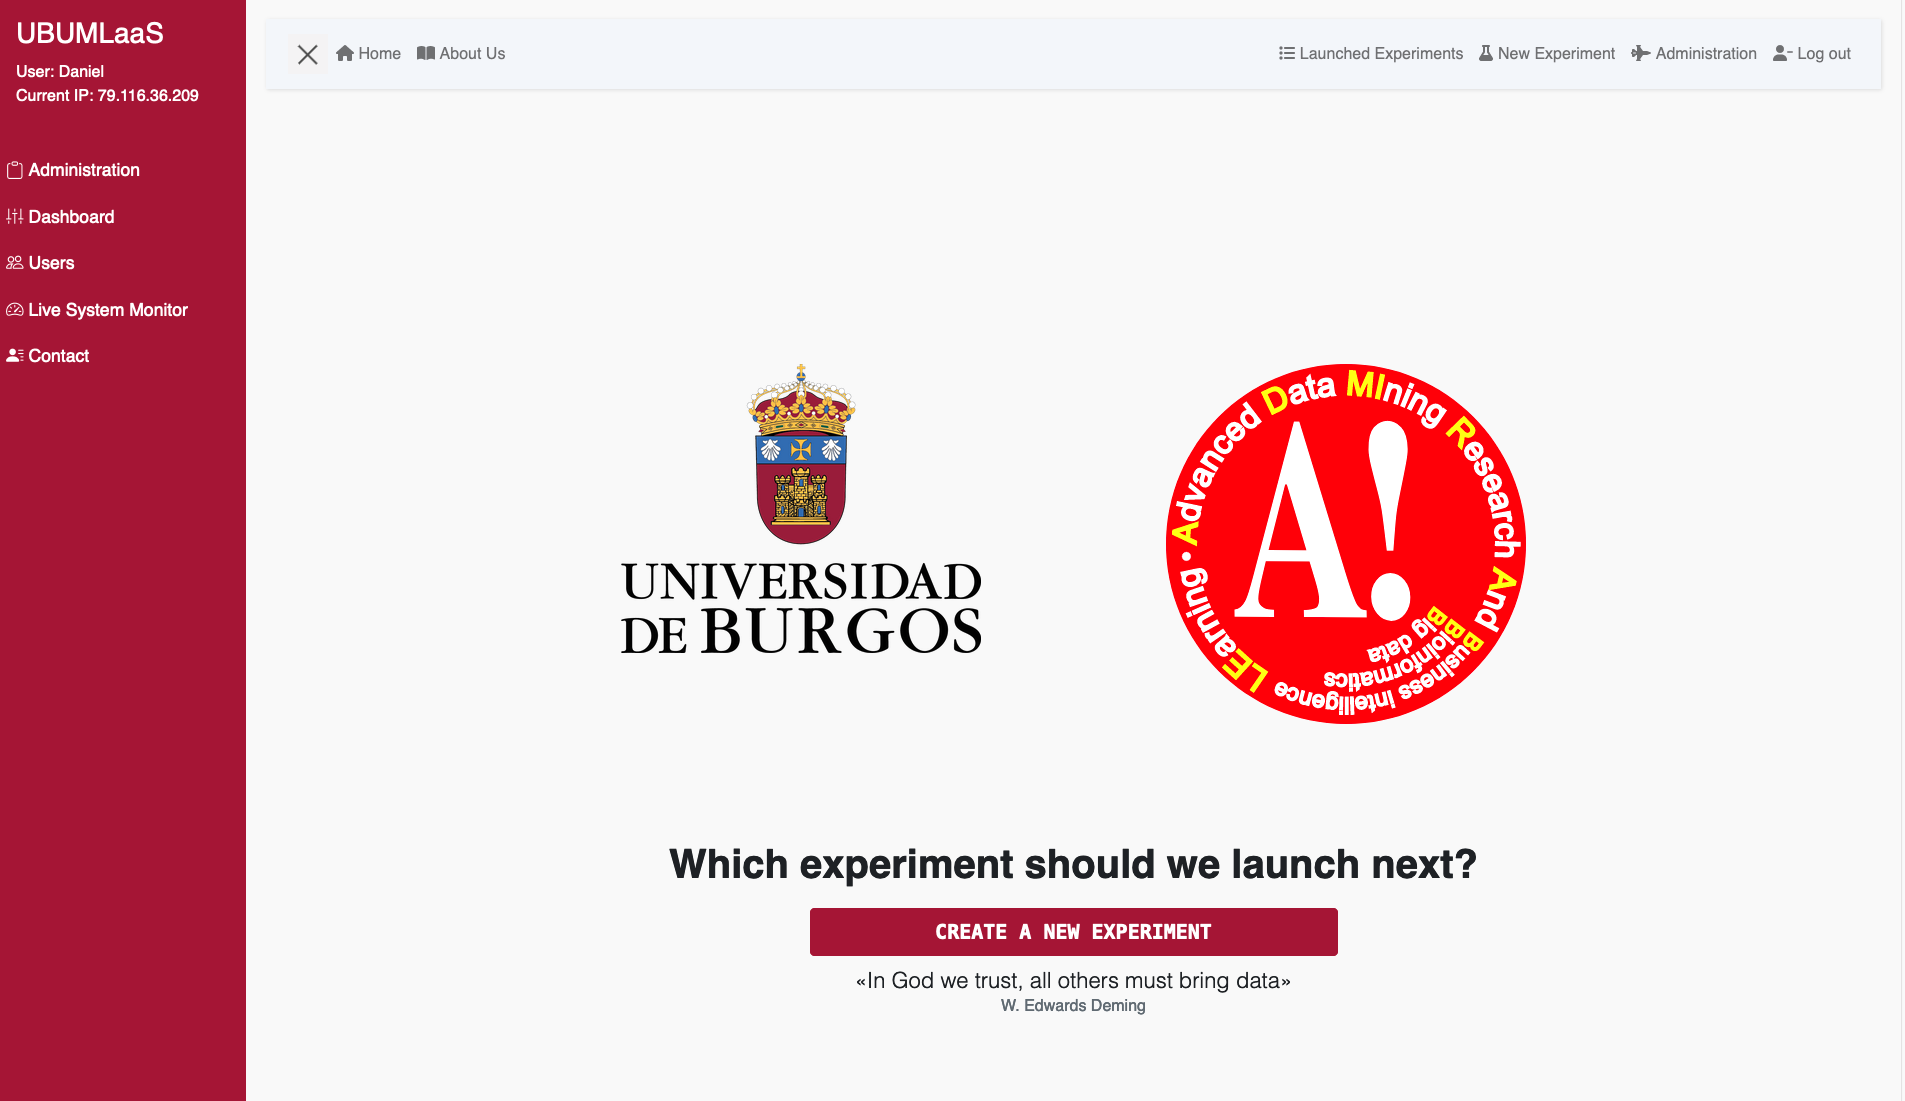 UBUMLaaS
User: Daniel
Current IP: 79.116.36.209
Administration
Dashboard
Users
Live System Monitor
Contact
Home
About Us
Launched Experiments
New Experiment
Administration
Log out
UNIVERSIDAD
DE BURGOS
A!
Advanced Data MIning Research And
Business intelligence
Bioinformatics
Big data
LEarning ·
Which experiment should we launch next?
CREATE A NEW EXPERIMENT
«In God we trust, all others must bring data»
W. Edwards Deming